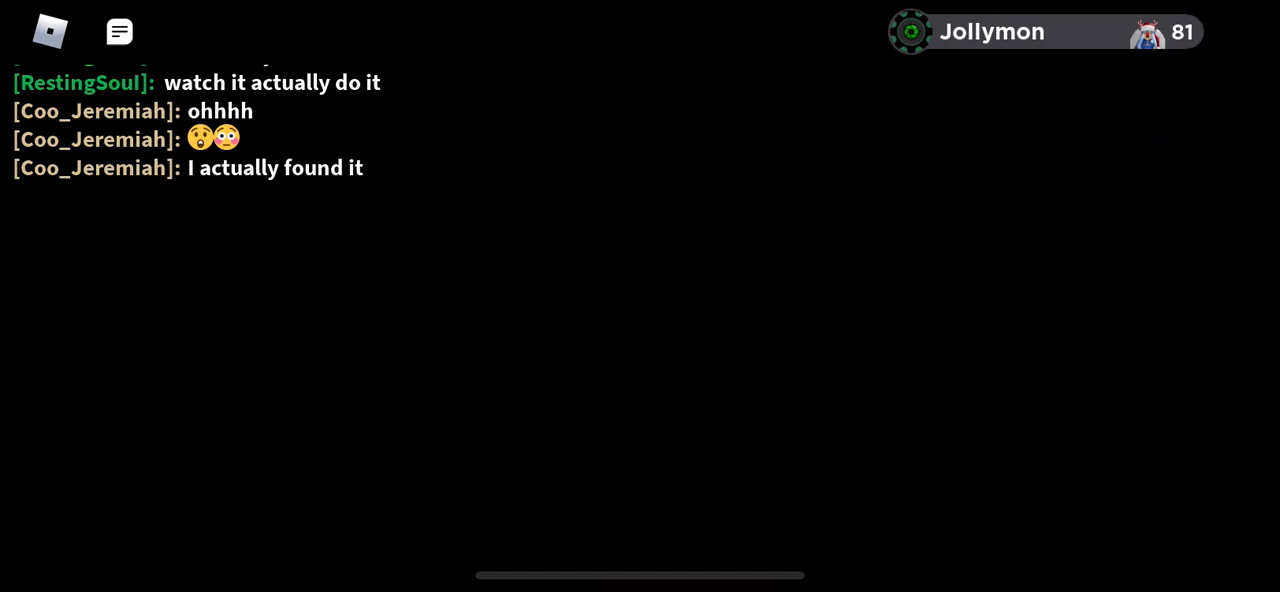 Jollymon 81
[RestingSoul]: watch it actually do it
[Coo_Jeremiah]: ohhhh
[Coo_Jeremiah]: 😲😳
[Coo_Jeremiah]: I actually found it